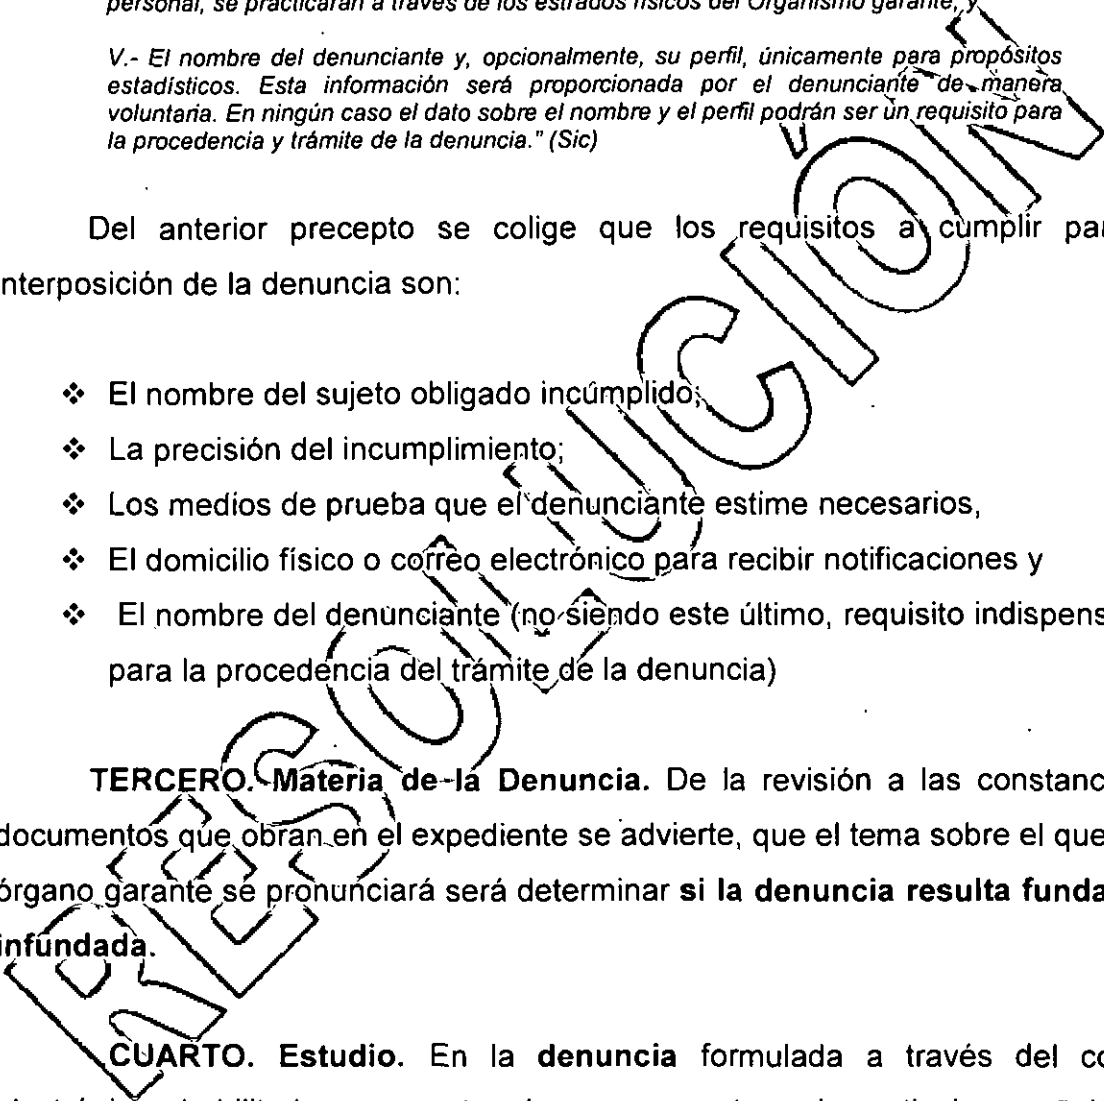 personal, se practicarán a través de los estrados físicos del Organismo garante, y
V.- El nombre del denunciante y, opcionalmente, su perfil, únicamente para propósitos
estadísticos. Esta información será proporcionada por el denunciante de manera
voluntaria. En ningún caso el dato sobre el nombre y el perfil podrán ser un requisito para
la procedencia y trámite de la denuncia." (Sic)
Del anterior precepto se colige que los requisitos a cumplir par
nterposición de la denuncia son:
❖ El nombre del sujeto obligado incumplido;
❖ La precisión del incumplimiento;
❖ Los medios de prueba que el denunciante estime necesarios,
❖ El domicilio físico o correo electrónico para recibir notificaciones y
❖ El nombre del denunciante (no siendo este último, requisito indispens
para la procedencia del trámite de la denuncia)
TERCERO. Materia de la Denuncia. De la revisión a las constanc
documentos que obran en el expediente se advierte, que el tema sobre el que
órgano garante se pronunciará será determinar si la denuncia resulta funda
infundada.
CUARTO. Estudio. En la denuncia formulada a través del co
RESOLUCIÓN